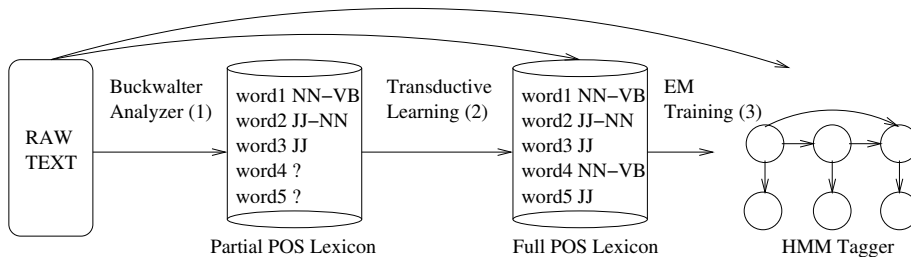 RAW
TEXT
Buckwalter
Analyzer (1)
word1 NN−VB
word2 JJ−NN
word3 JJ
word4 ?
word5 ?
Partial POS Lexicon
Transductive
Learning (2)
word1 NN−VB
word2 JJ−NN
word3 JJ
word4 NN−VB
word5 JJ
Full POS Lexicon
EM
Training (3)
HMM Tagger